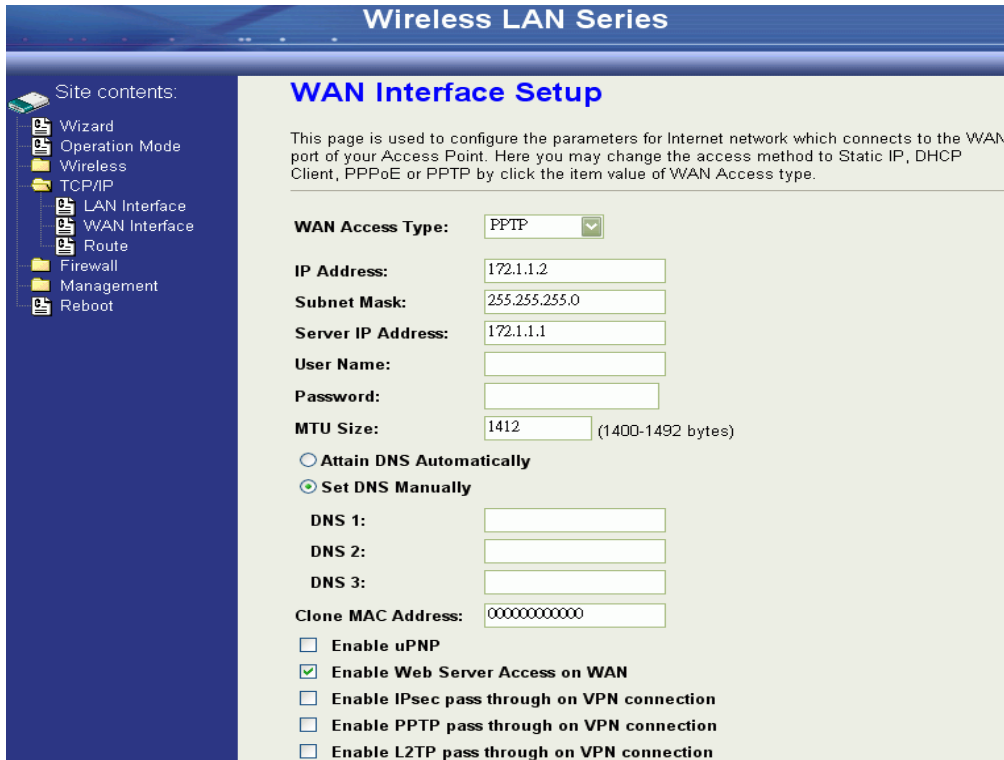 Wireless LAN Series
Site contents:
Wizard
Operation Mode
Wireless
TCP/IP
LAN Interface
WAN Interface
Route
Firewall
Management
Reboot
WAN Interface Setup
This page is used to configure the parameters for Internet network which connects to the WAN
port of your Access Point. Here you may change the access method to Static IP, DHCP
Client, PPPoE or PPTP by click the item value of WAN Access type.
WAN Access Type: PPTP
IP Address: 172.1.1.2
Subnet Mask: 255.255.255.0
Server IP Address: 172.1.1.1
User Name:
Password:
MTU Size: 1412 (1400-1492 bytes)
Attain DNS Automatically
Set DNS Manually
DNS 1:
DNS 2:
DNS 3:
Clone MAC Address: 000000000000
Enable uPNP
Enable Web Server Access on WAN
Enable IPsec pass through on VPN connection
Enable PPTP pass through on VPN connection
Enable L2TP pass through on VPN connection